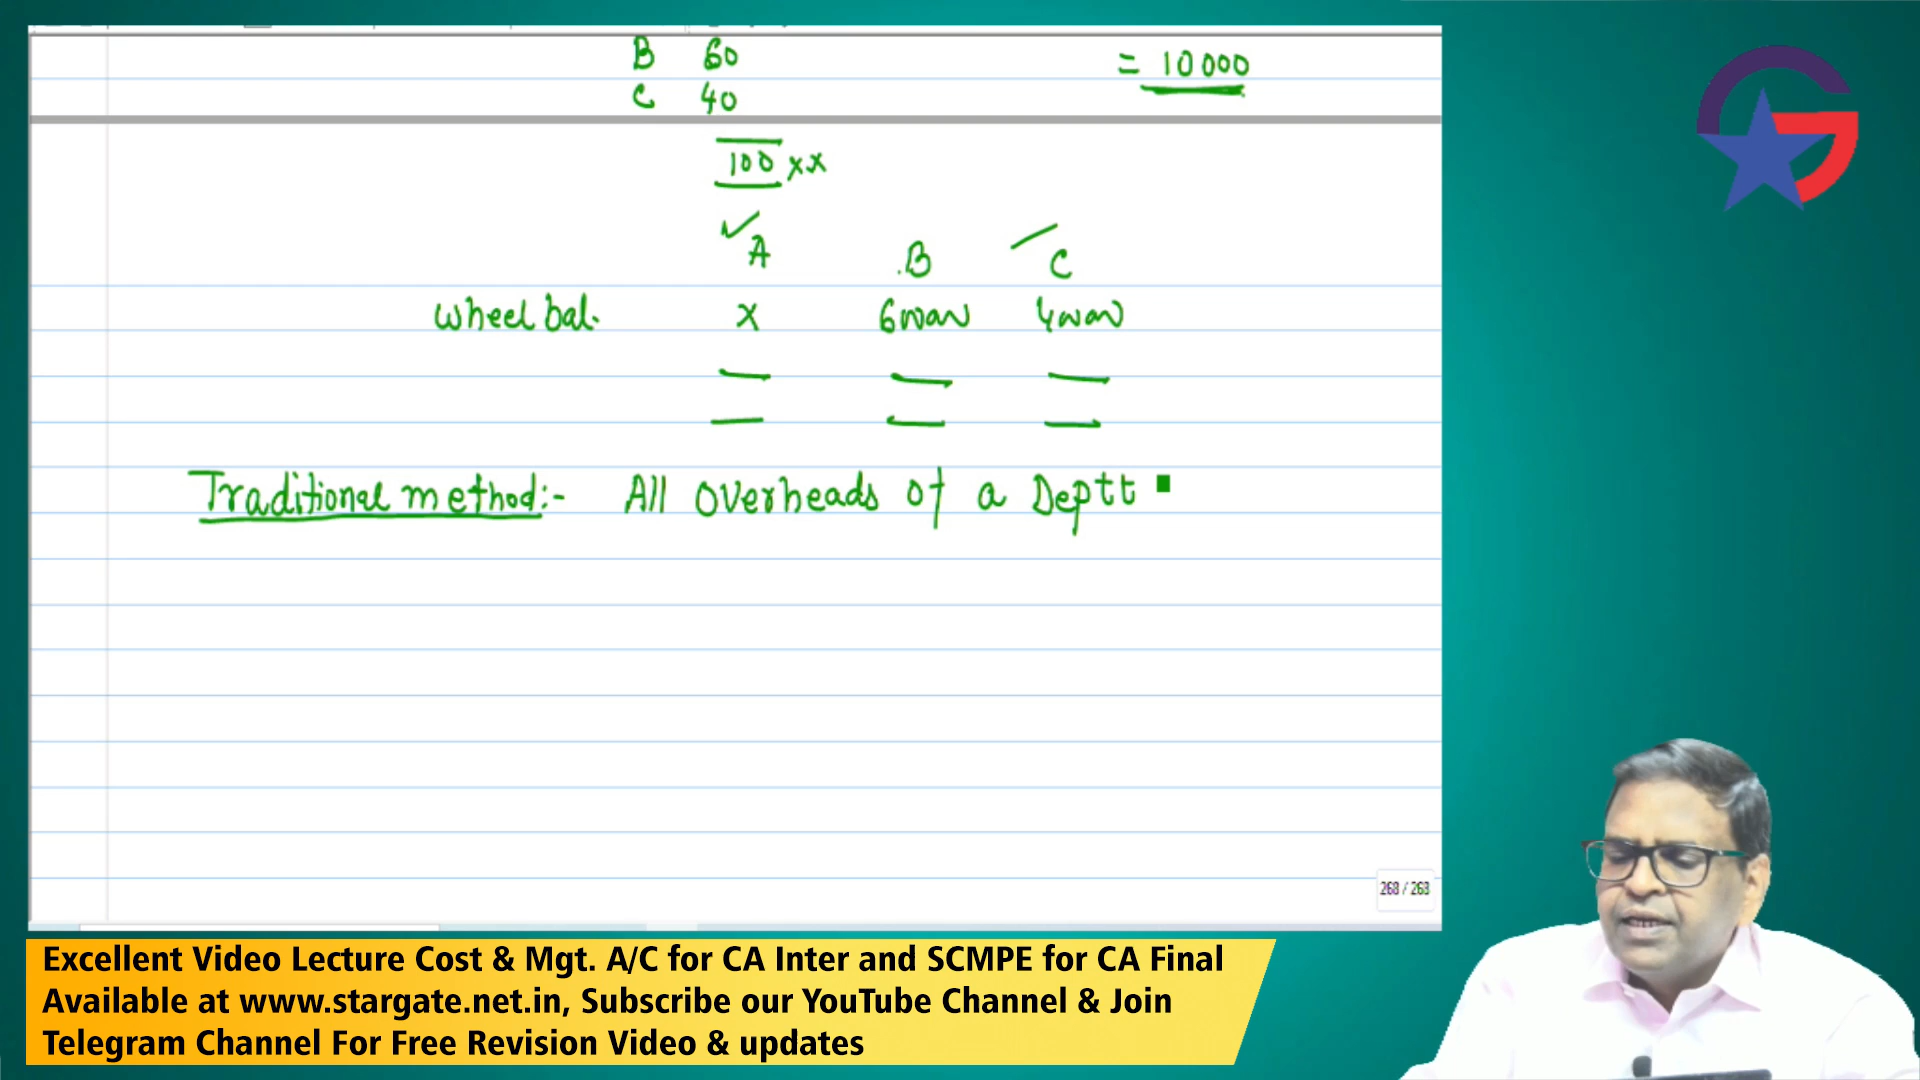 B 60
= 10000
C 40
100 xx
A B C
wheel bal. x
Traditional method:- All Overheads of a Deptt
268 / 268
Excellent Video Lecture Cost & Mgt. A/C for CA Inter and SCMPE for CA Final
Available at www.stargate.net.in, Subscribe our YouTube Channel & Join
Telegram Channel For Free Revision Video & updates